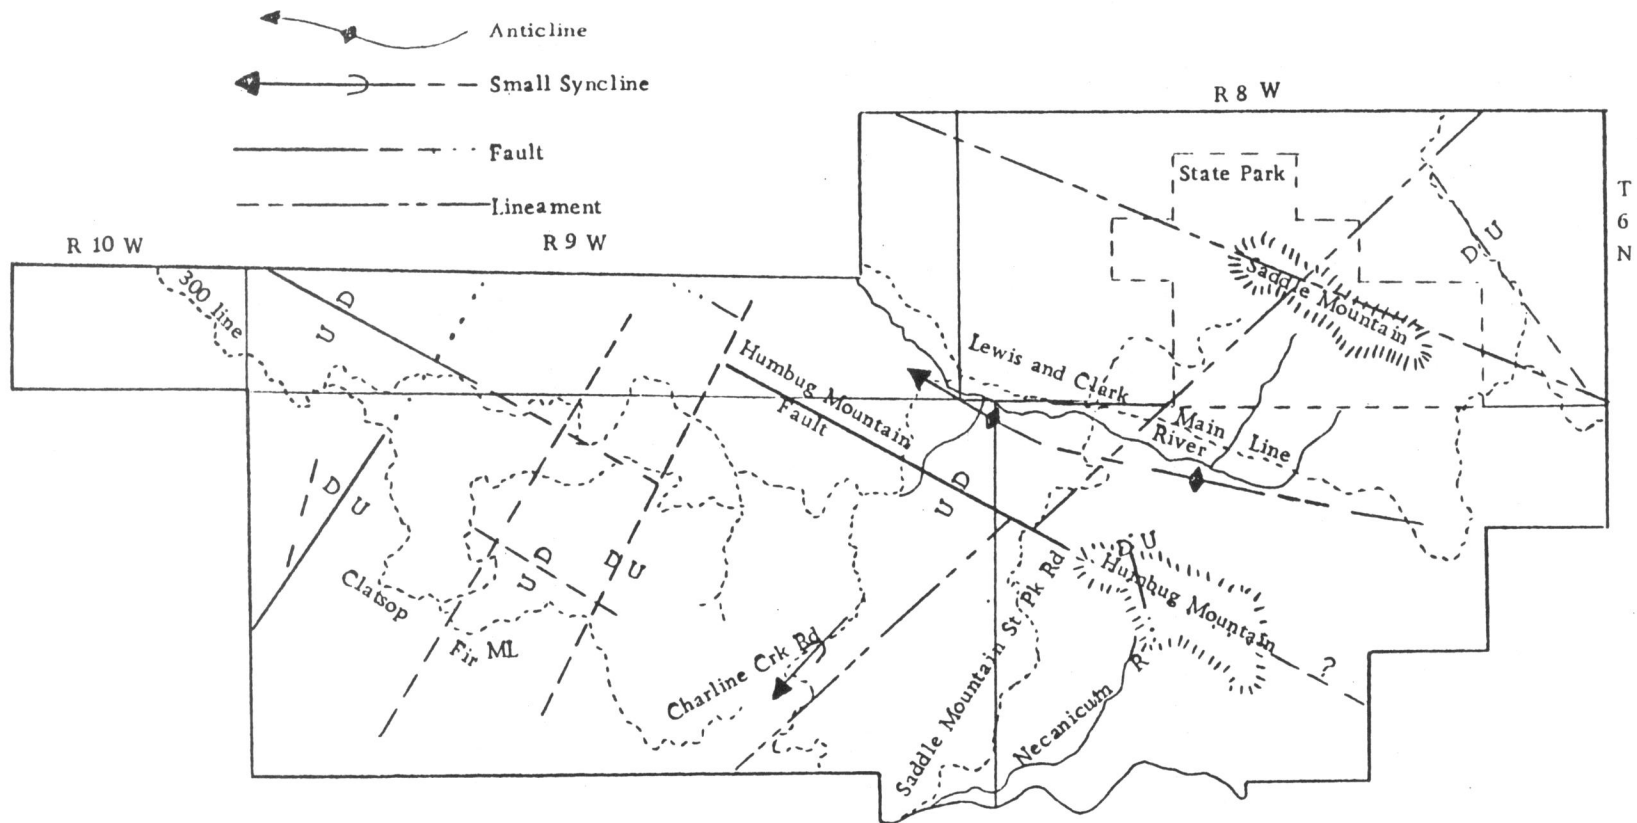 Anticline
Small Syncline
Fault
Lineament
R 10 W
R 9 W
R 8 W
T
6
N
State Park
Saddle Mountain
D U
300 line
D
U
Humbug Mountain
Fault
Lewis and Clark
River
Main Line
D
U
D U
D
U
D U
D U
Humbug Mountain
?
Clatsop
Fir ML
Charline Crk Rd
Saddle Mountain St Pk Rd
Necanicum R